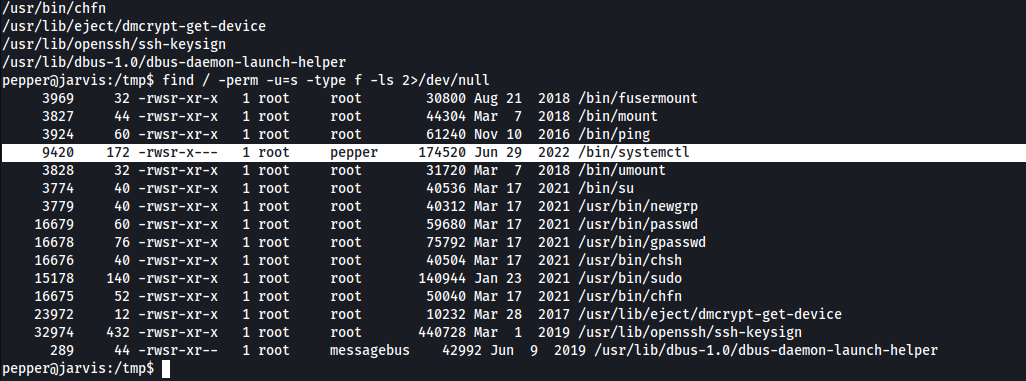 /usr/bin/chfn
/usr/lib/eject/dmcrypt-get-device
/usr/lib/openssh/ssh-keysign
/usr/lib/dbus-1.0/dbus-daemon-launch-helper
pepper@jarvis:/tmp$ find / -perm -u=s -type f -ls 2>/dev/null
3969 32 -rwsr-xr-x 1 root root 30800 Aug 21 2018 /bin/fusermount
3827 44 -rwsr-xr-x 1 root root 44304 Mar 7 2018 /bin/mount
3924 60 -rwsr-xr-x 1 root root 61240 Nov 10 2016 /bin/ping
9420 172 -rwsr-x--- 1 root pepper 174520 Jun 29 2022 /bin/systemctl
3828 32 -rwsr-xr-x 1 root root 31720 Mar 7 2018 /bin/umount
3774 40 -rwsr-xr-x 1 root root 40536 Mar 17 2021 /bin/su
3779 40 -rwsr-xr-x 1 root root 40312 Mar 17 2021 /usr/bin/newgrp
16679 60 -rwsr-xr-x 1 root root 59680 Mar 17 2021 /usr/bin/passwd
16678 76 -rwsr-xr-x 1 root root 75792 Mar 17 2021 /usr/bin/gpasswd
16676 40 -rwsr-xr-x 1 root root 40504 Mar 17 2021 /usr/bin/chsh
15178 140 -rwsr-xr-x 1 root root 140944 Jan 23 2021 /usr/bin/sudo
16675 52 -rwsr-xr-x 1 root root 50040 Mar 17 2021 /usr/bin/chfn
23972 12 -rwsr-xr-x 1 root root 10232 Mar 28 2017 /usr/lib/eject/dmcrypt-get-device
32974 432 -rwsr-xr-x 1 root root 440728 Mar 1 2019 /usr/lib/openssh/ssh-keysign
289 44 -rwsr-xr-- 1 root messagebus 42992 Jun 9 2019 /usr/lib/dbus-1.0/dbus-daemon-launch-helper
pepper@jarvis:/tmp$